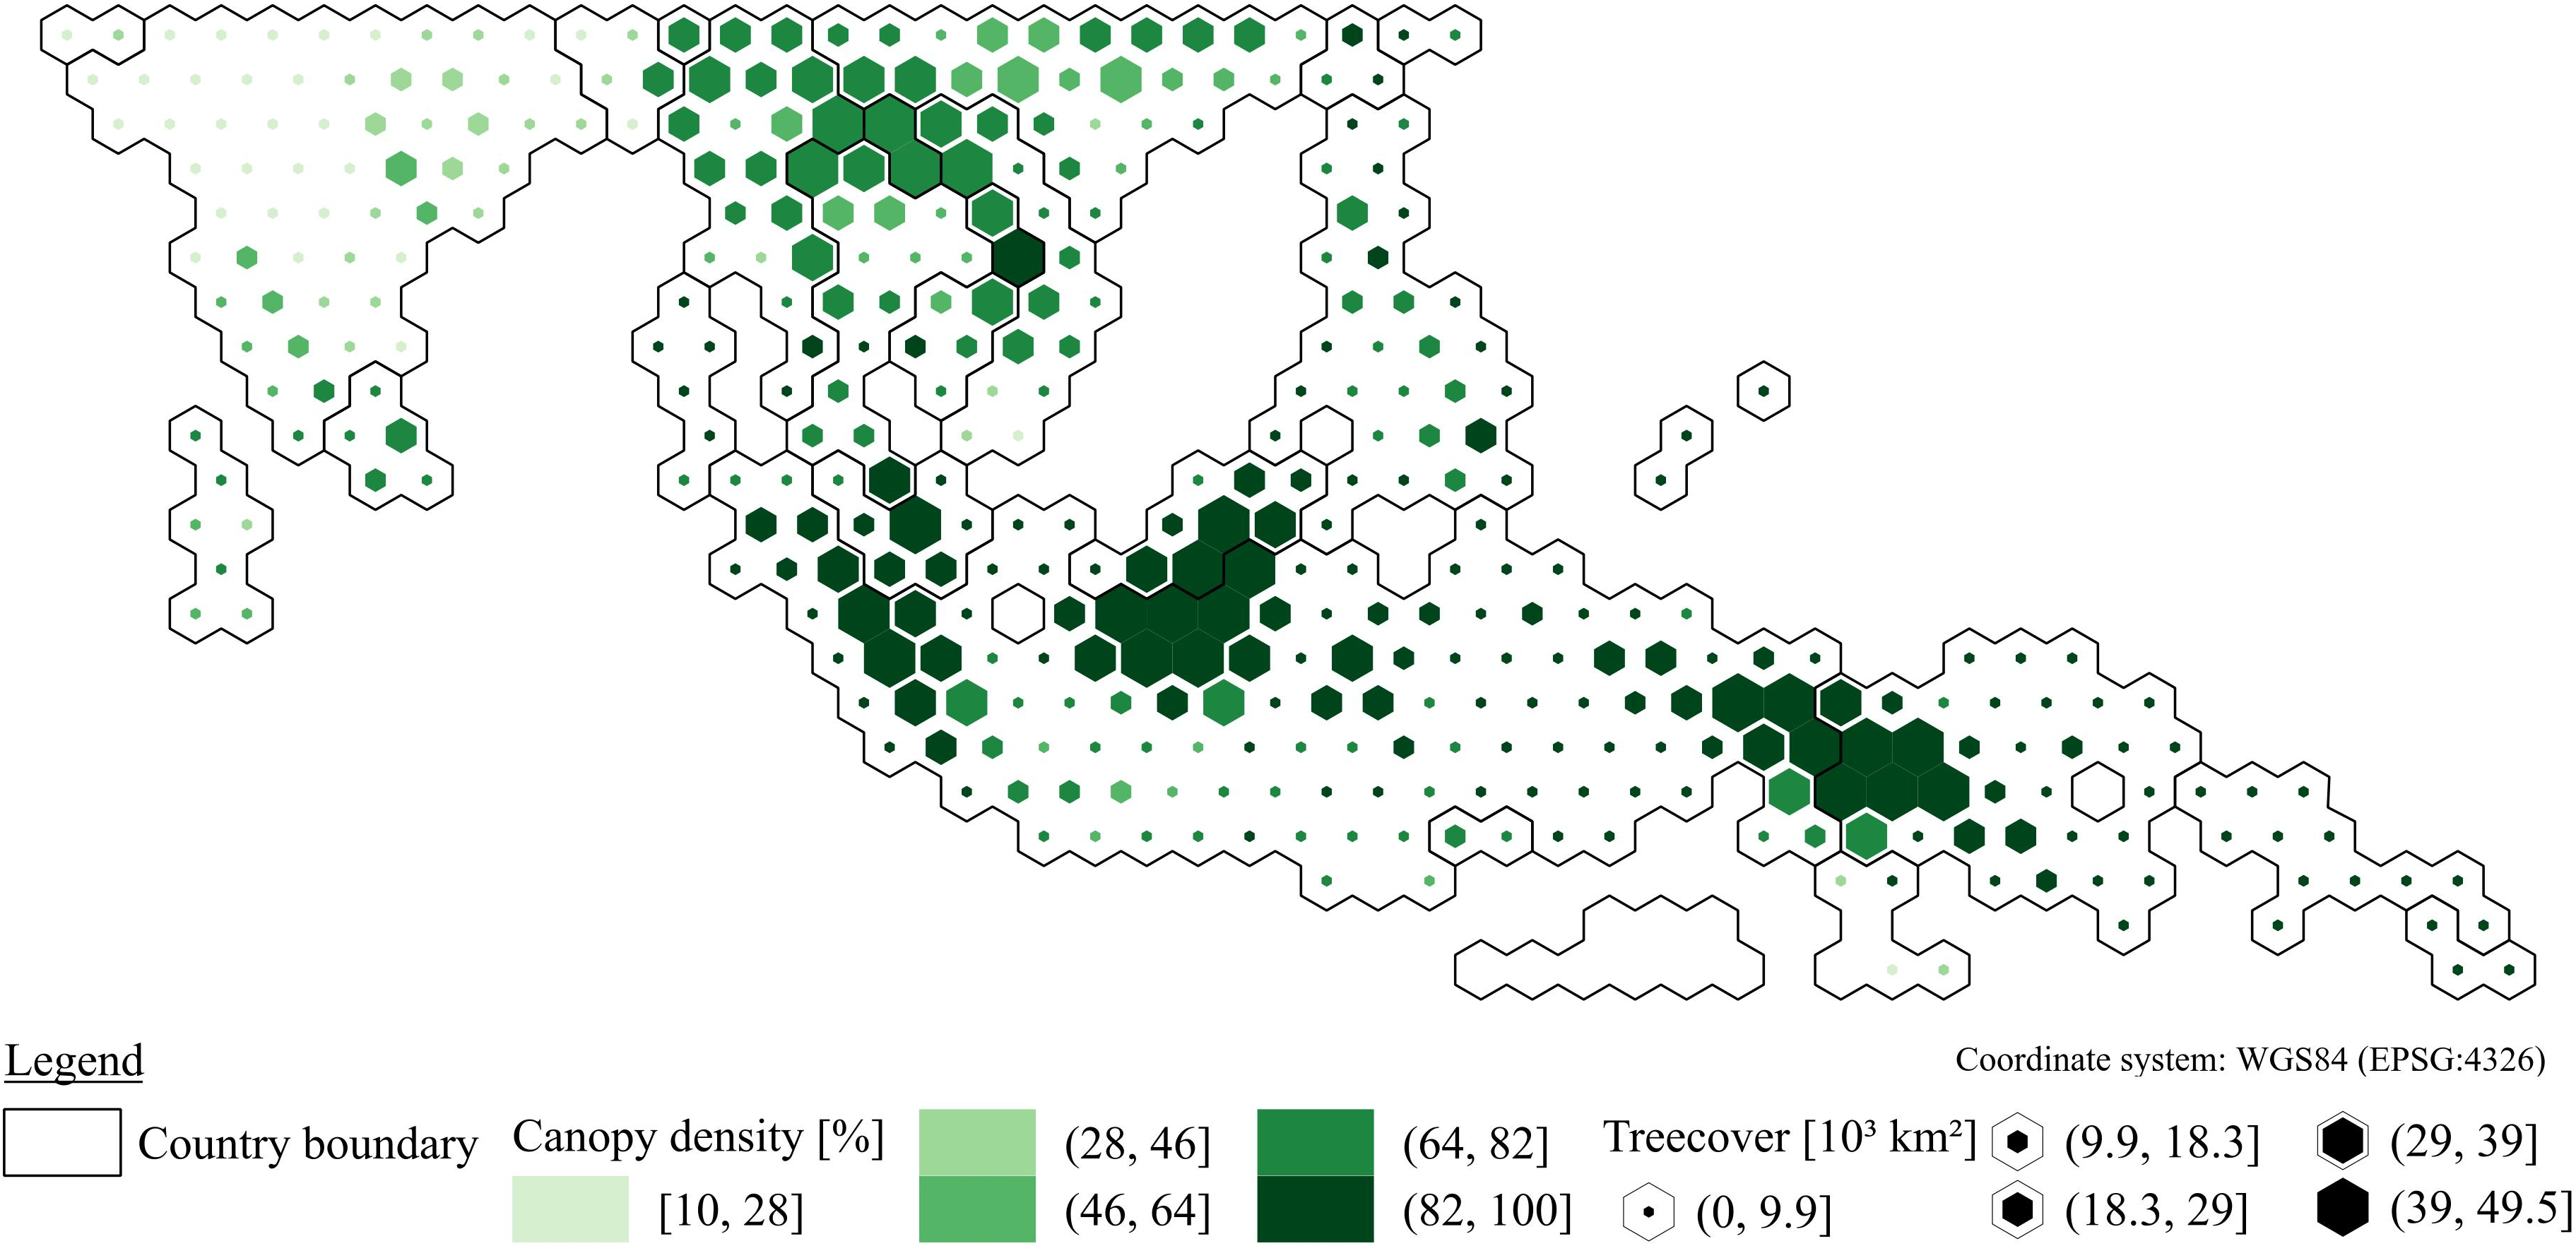 Legend
Coordinate system: WGS84 (EPSG:4326)
Country boundary
Canopy density [%]
[10, 28]
(28, 46]
(46, 64]
(64, 82]
(82, 100]
Treecover [10³ km²]
(0, 9.9]
(9.9, 18.3]
(18.3, 29]
(29, 39]
(39, 49.5]